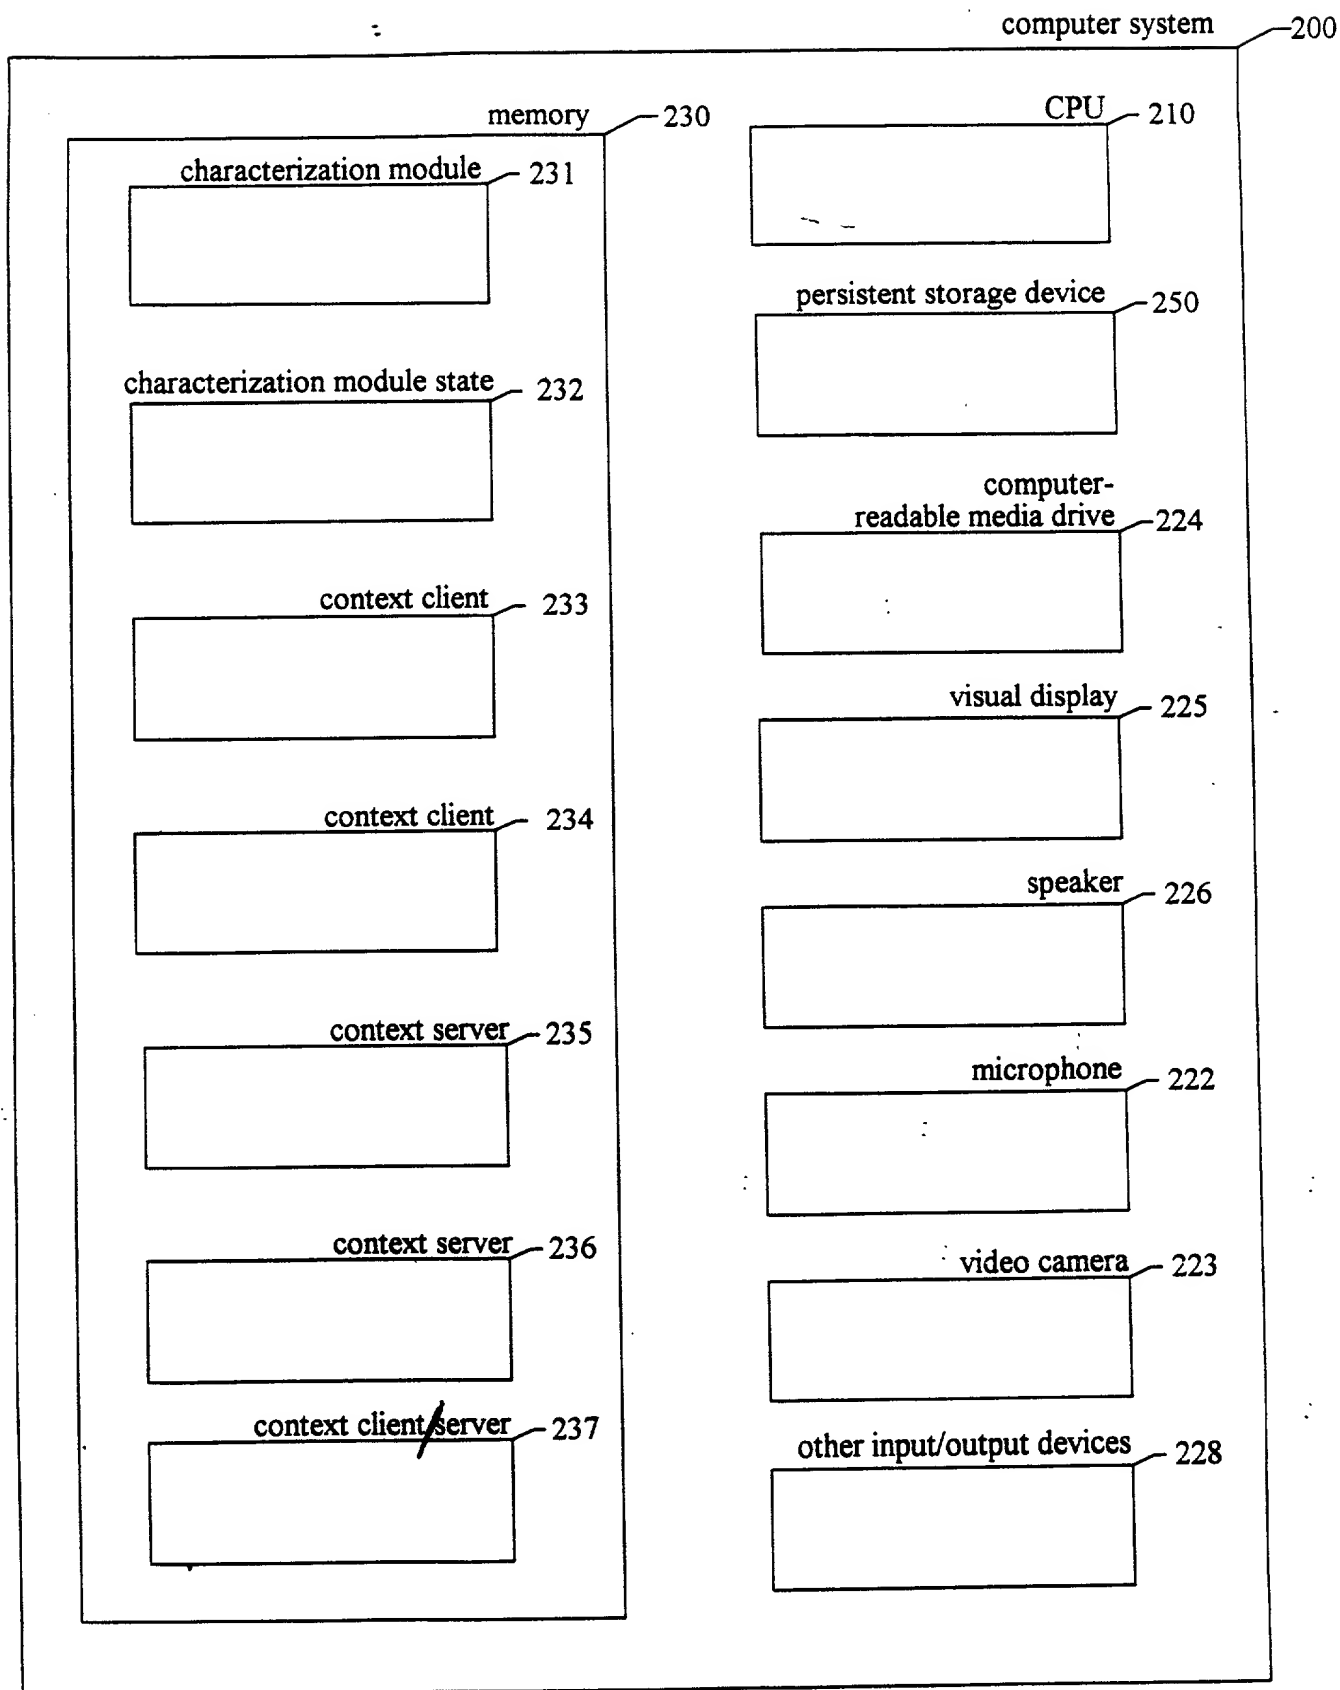 computer system 200
memory 230
characterization module 231
characterization module state 232
context client 233
context client 234
context server 235
context server 236
context client/server 237
CPU 210
persistent storage device 250
computer-
readable media drive 224
visual display 225
speaker 226
microphone 222
video camera 223
other input/output devices 228